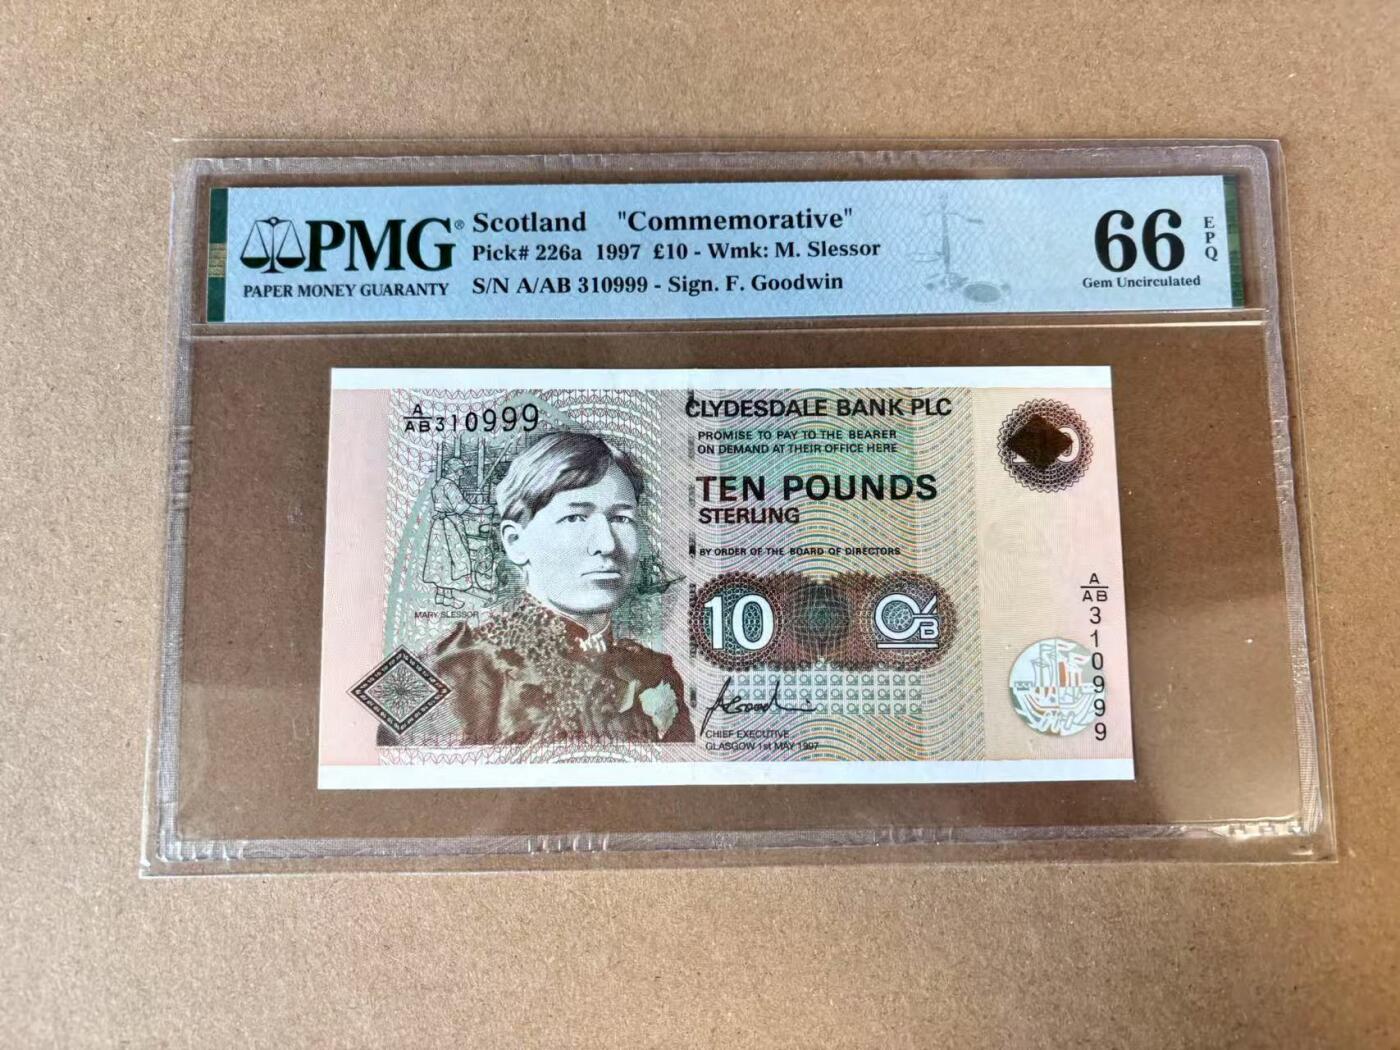 PMG®
PAPER MONEY GUARANTY
Scotland "Commemorative"
Pick# 226a 1997 £10 - Wmk: M. Slessor
S/N A/AB 310999 - Sign. F. Goodwin
66
EPQ
Gem Uncirculated
A
AB 310999
MARY SLESSOR
CLYDESDALE BANK PLC
PROMISE TO PAY TO THE BEARER
ON DEMAND AT THEIR OFFICE HERE
TEN POUNDS
STERLING
BY ORDER OF THE BOARD OF DIRECTORS
10 CB
CHIEF EXECUTIVE
GLASGOW 1st MAY 1997
A
AB
310999